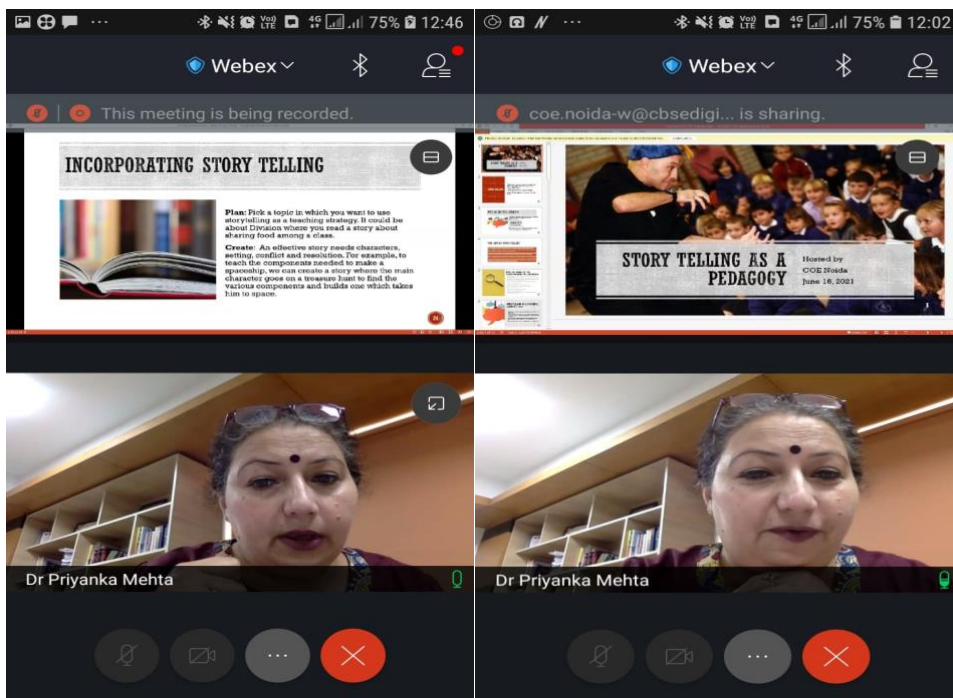 VoLTE 4G 75% 12:46
Webex
This meeting is being recorded.
INCORPORATING STORY TELLING
Plan: Pick a topic in which you want to use
storytelling as a teaching strategy. It could be
about Division where you read a story about
sharing food among a class.
Create: An effective story needs characters,
setting, conflict and resolution. For example, to
teach the components needed to make a
spaceship, we can create a story where the main
character goes on a treasure hunt to find the
various components and builds one which takes
him to space.
Dr Priyanka Mehta
VoLTE 4G 75% 12:02
Webex
coe.noida-w@cbsedigi... is sharing.
STORY TELLING AS A
PEDAGOGY
Hosted by
COE Noida
June 16, 2021
Dr Priyanka Mehta